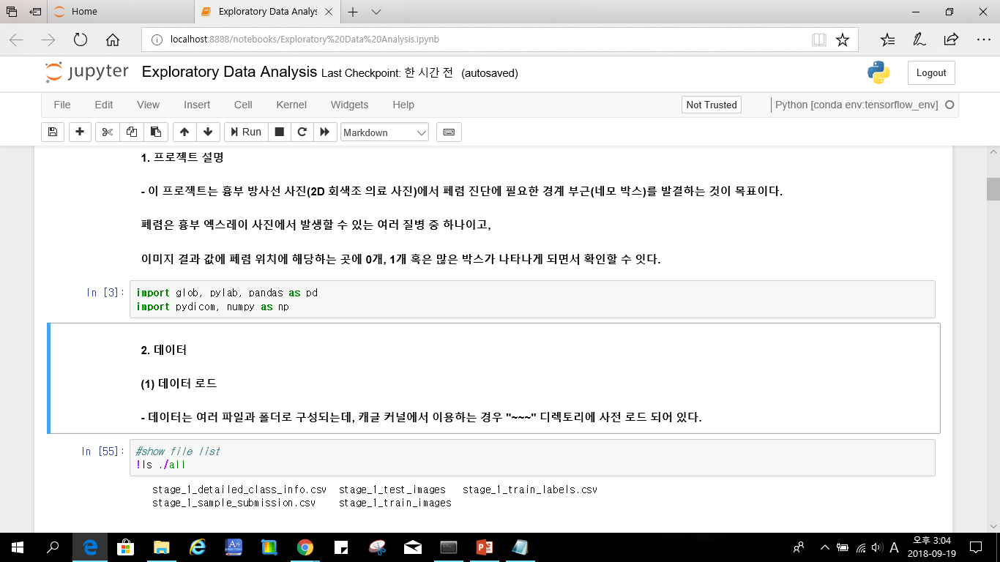 Home
Exploratory Data Analys
localhost:8888/notebooks/Exploratory%20Data%20Analysis.ipynb
jupyter Exploratory Data Analysis Last Checkpoint: 한 시간 전 (autosaved)
Logout
File Edit View Insert Cell Kernel Widgets Help
Not Trusted
Python [conda env:tensorflow_env]
Run
Markdown
1. 프로젝트 설명
- 이 프로젝트는 흉부 방사선 사진(2D 회색조 의료 사진)에서 폐렴 진단에 필요한 경계 부근(네모 박스)를 발결하는 것이 목표이다.
폐렴은 흉부 엑스레이 사진에서 발생할 수 있는 여러 질병 중 하나이고,
이미지 결과 값에 폐렴 위치에 해당하는 곳에 0개, 1개 혹은 많은 박스가 나타나게 되면서 확인할 수 잇다.
In [3]:
import glob, pylab, pandas as pd
import pydicom, numpy as np
2. 데이터
(1) 데이터 로드
- 데이터는 여러 파일과 폴더로 구성되는데, 캐글 커널에서 이용하는 경우 "~~~" 디렉토리에 사전 로드 되어 있다.
In [55]:
#show file list
!ls ./all
stage_1_detailed_class_info.csv stage_1_test_images stage_1_train_labels.csv
stage_1_sample_submission.csv stage_1_train_images
A
오후 3:04
2018-09-19